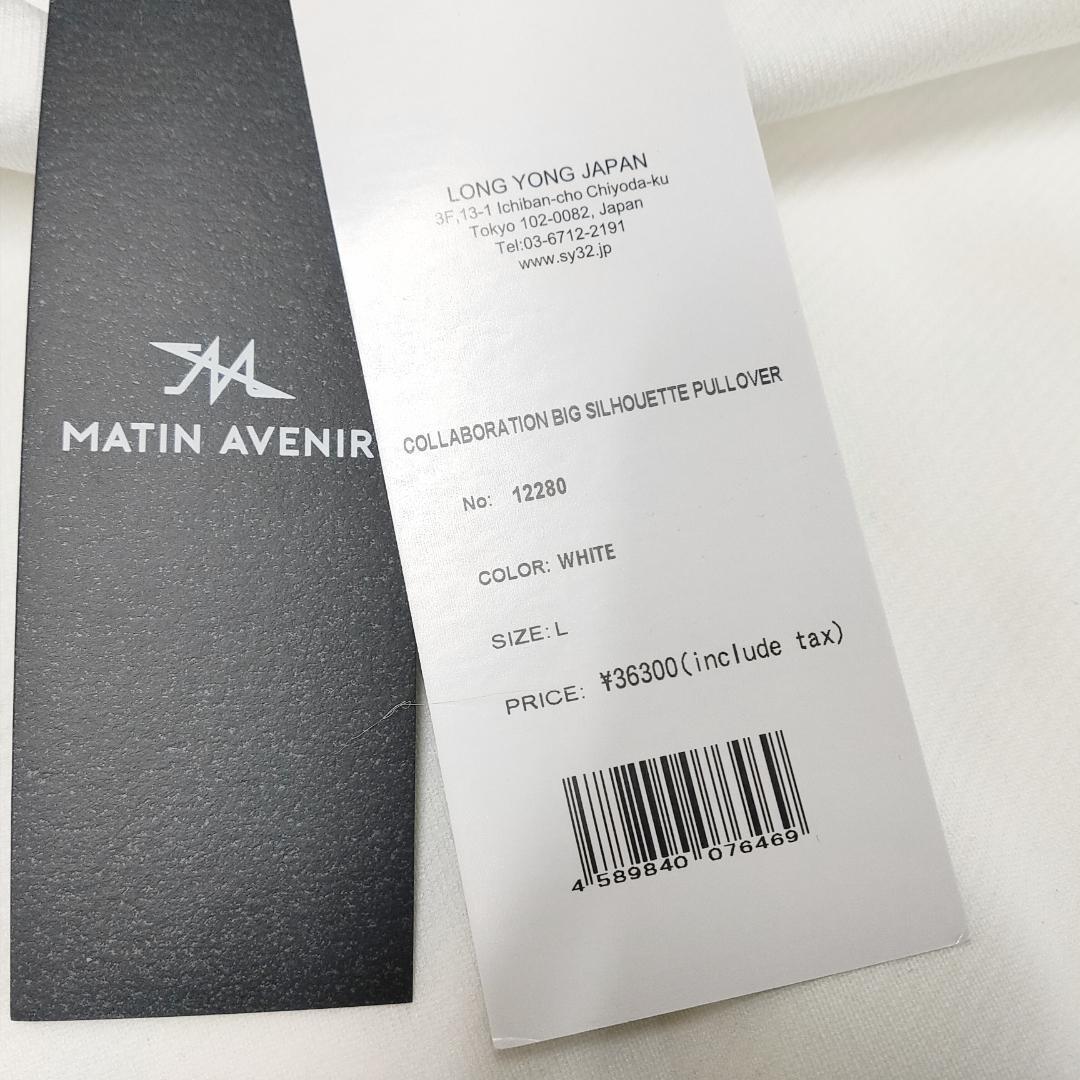 MATIN AVENIR
LONG YONG JAPAN
3F,13-1 Ichiban-cho Chiyoda-ku
Tokyo 102-0082, Japan
Tel:03-6712-2191
www.sy32.jp
COLLABORATION BIG SILHOUETTE PULLOVER
No: 12280
COLOR: WHITE
SIZE: L
PRICE: ¥36300(include tax)
4 589840 076469